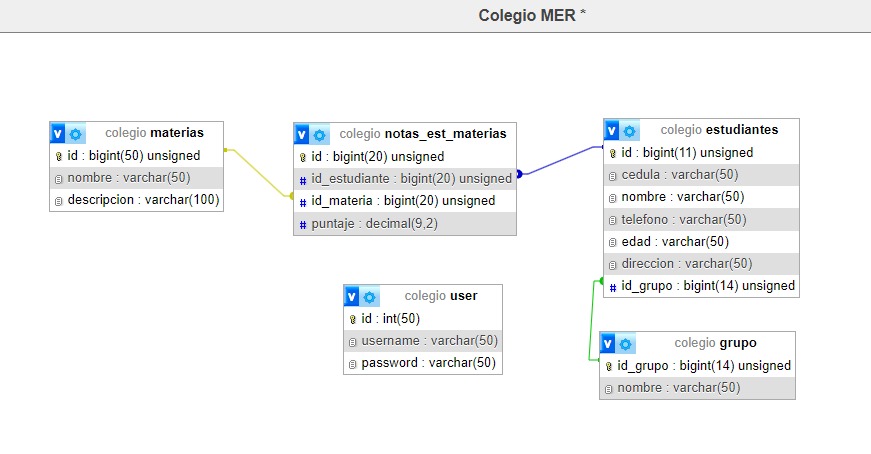 Colegio MER *
colegio materias
id : bigint(50) unsigned
nombre : varchar(50)
descripcion : varchar(100)
colegio notas_est_materias
id : bigint(20) unsigned
id_estudiante : bigint(20) unsigned
id_materia : bigint(20) unsigned
puntaje : decimal(9,2)
colegio estudiantes
id : bigint(11) unsigned
cedula : varchar(50)
nombre : varchar(50)
telefono : varchar(50)
edad : varchar(50)
direccion : varchar(50)
id_grupo : bigint(14) unsigned
colegio user
id : int(50)
username : varchar(50)
password : varchar(50)
colegio grupo
id_grupo : bigint(14) unsigned
nombre : varchar(50)